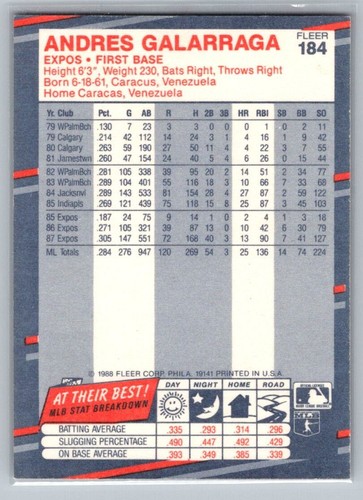 ANDRES GALARRAGA
FLEER
184
EXPOS • FIRST BASE
Height 6'3", Weight 230, Bats Right, Throws Right
Born 6-18-61, Caracus, Venezuela
Home Caracas, Venezuela
Yr. Club Pct. G AB R H 2B 3B HR RBI SB BB SO
79 WPalmBch .130 7 23 3 3 0 0 0 1 0 2 11
79 Calgary .214 42 112 14 24 3 1 4 16 1 9 42
80 Calgary .263 59 190 27 50 11 4 4 22 3 7 55
81 Jamestwn .260 47 154 24 40 5 4 6 26 0 15 44
82 WPalmBch .281 105 338 39 95 20 2 14 51 2 34 77
83 WPalmBch .289 104 401 55 116 18 3 10 66 7 33 68
84 Jacksnvl .289 143 533 81 154 28 4 27 87 2 59 122
85 Indiaplis .269 121 439 75 118 15 8 25 87 3 45 103
85 Expos .187 24 75 9 14 1 0 2 4 1 3 18
86 Expos .271 105 321 39 87 13 0 10 42 6 30 79
87 Expos .305 147 551 72 168 40 3 13 90 7 41 127
ML Totals .284 276 947 120 269 54 3 25 136 14 74 224
© 1988 FLEER CORP. PHILA. 19141 PRINTED IN U.S.A.
AT THEIR BEST!
MLB STAT BREAKDOWN
DAY NIGHT HOME ROAD
BATTING AVERAGE .335 .293 .314 .296
SLUGGING PERCENTAGE .490 .447 .492 .429
ON BASE AVERAGE .393 .349 .385 .339